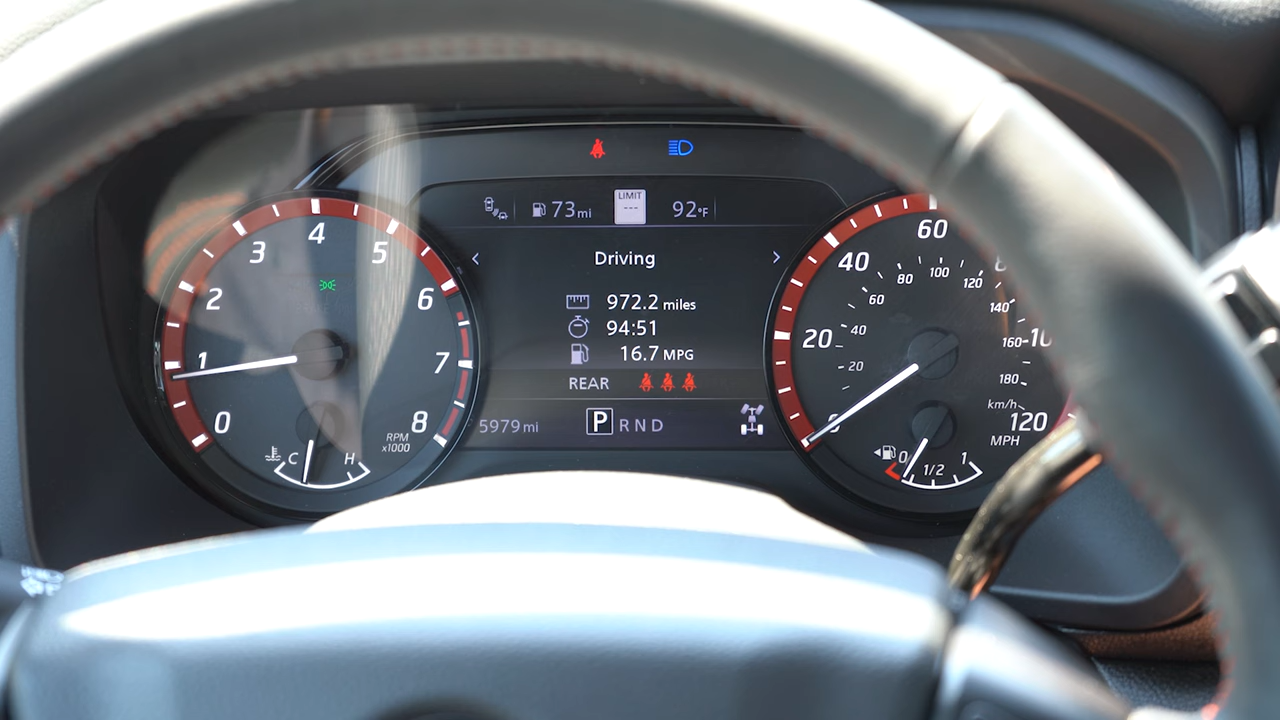 73mi
LIMIT
---
92°F
Driving
972.2 miles
94:51
16.7 MPG
REAR
5979 mi
P R N D
0
1
2
3
4
5
6
7
8
RPM
x1000
C
H
20
40
60
120
MPH
20
40
60
80
100
120
140
160
180
km/h
0
1/2
1